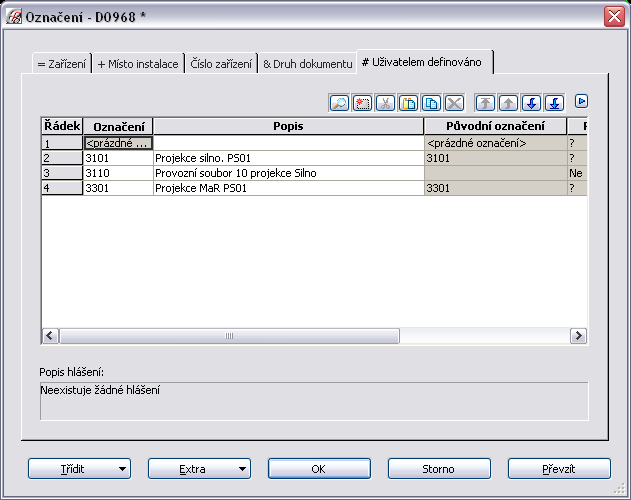 Označení - DO968 *
= Zařízení + Místo instalace Číslo zařízení & Druh dokumentu # Uživatelem definováno
Řádek Označení Popis Původní označení
1 <prázdné ... <prázdné označení> ?
2 3101 Projekce silno. PS01 3101 ?
3 3110 Provozní soubor 10 projekce Silno Ne
4 3301 Projekce MaR PS01 3301 ?
Popis hlášení:
Neexistuje žádné hlášení
Třídit Extra OK Storno Převzít